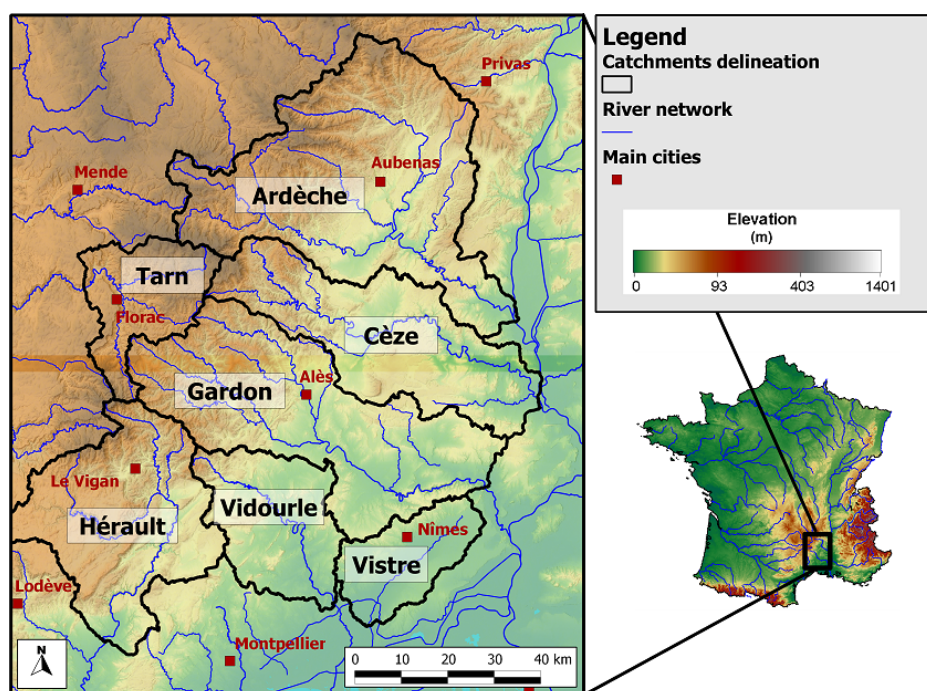 Privas
Mende
Aubenas
Ardèche
Tarn
Florac
Cèze
Alès
Gardon
Le Vigan
Vidourle
Hérault
Nîmes
Vistre
Lodève
Montpellier
N
0 10 20 30 40 km
Legend
Catchments delineation
River network
Main cities
Elevation
(m)
0 93 403 1401